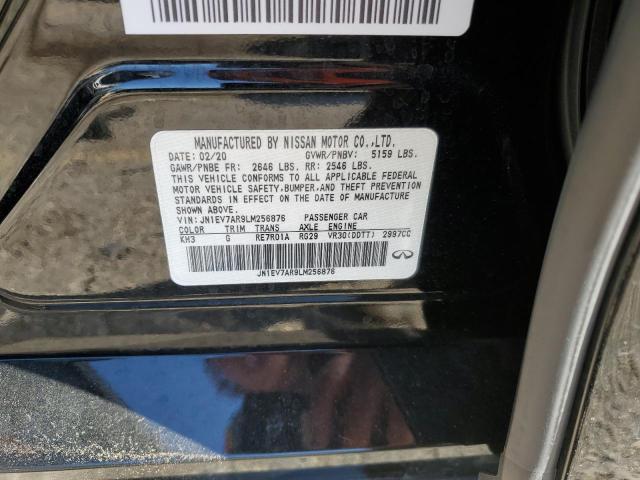 MANUFACTURED BY NISSAN MOTOR CO.,LTD.
DATE: 02/20 GVWR/PNBV: 5159 LBS.
GAWR/PNBE FR: 2646 LBS. RR: 2546 LBS.
THIS VEHICLE CONFORMS TO ALL APPLICABLE FEDERAL
MOTOR VEHICLE SAFETY,BUMPER,AND THEFT PREVENTION
STANDARDS IN EFFECT ON THE DATE OF MANUFACTURE
SHOWN ABOVE.
VIN: JN1EV7AR9LM256876 PASSENGER CAR
COLOR TRIM TRANS AXLE ENGINE
KH3 G RE7R01A RG29 VR30(DDTT) 2997CC
JN1EV7AR9LM256876